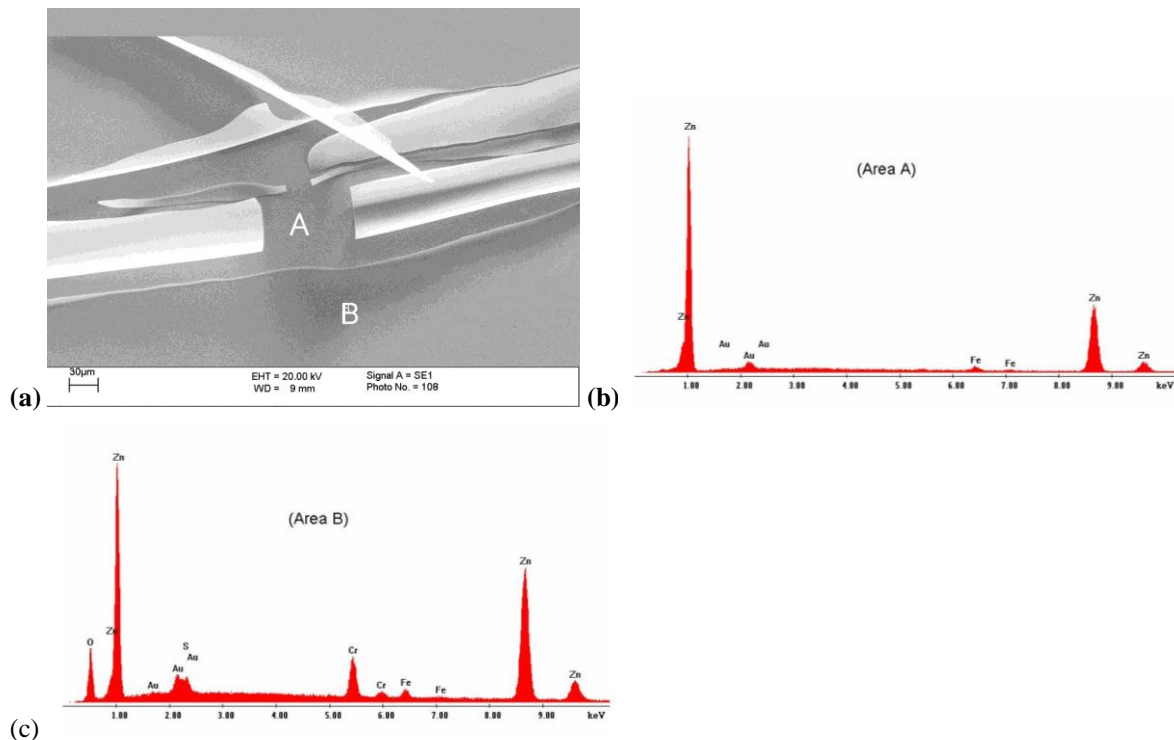 A
B
30µm
EHT = 20.00 kV
WD = 9 mm
Signal A = SE1
Photo No. = 108
(a)
Zn
(Area A)
Zn
Zn
Au
Au
Au
Fe
Fe
Zn
1.00 2.00 3.00 4.00 5.00 6.00 7.00 8.00 9.00
keV
(b)
Zn
(Area B)
Zn
O
Zn
S
Au
Au
Au
Cr
Cr
Fe
Fe
Zn
1.00 2.00 3.00 4.00 5.00 6.00 7.00 8.00 9.00 keV
(c)